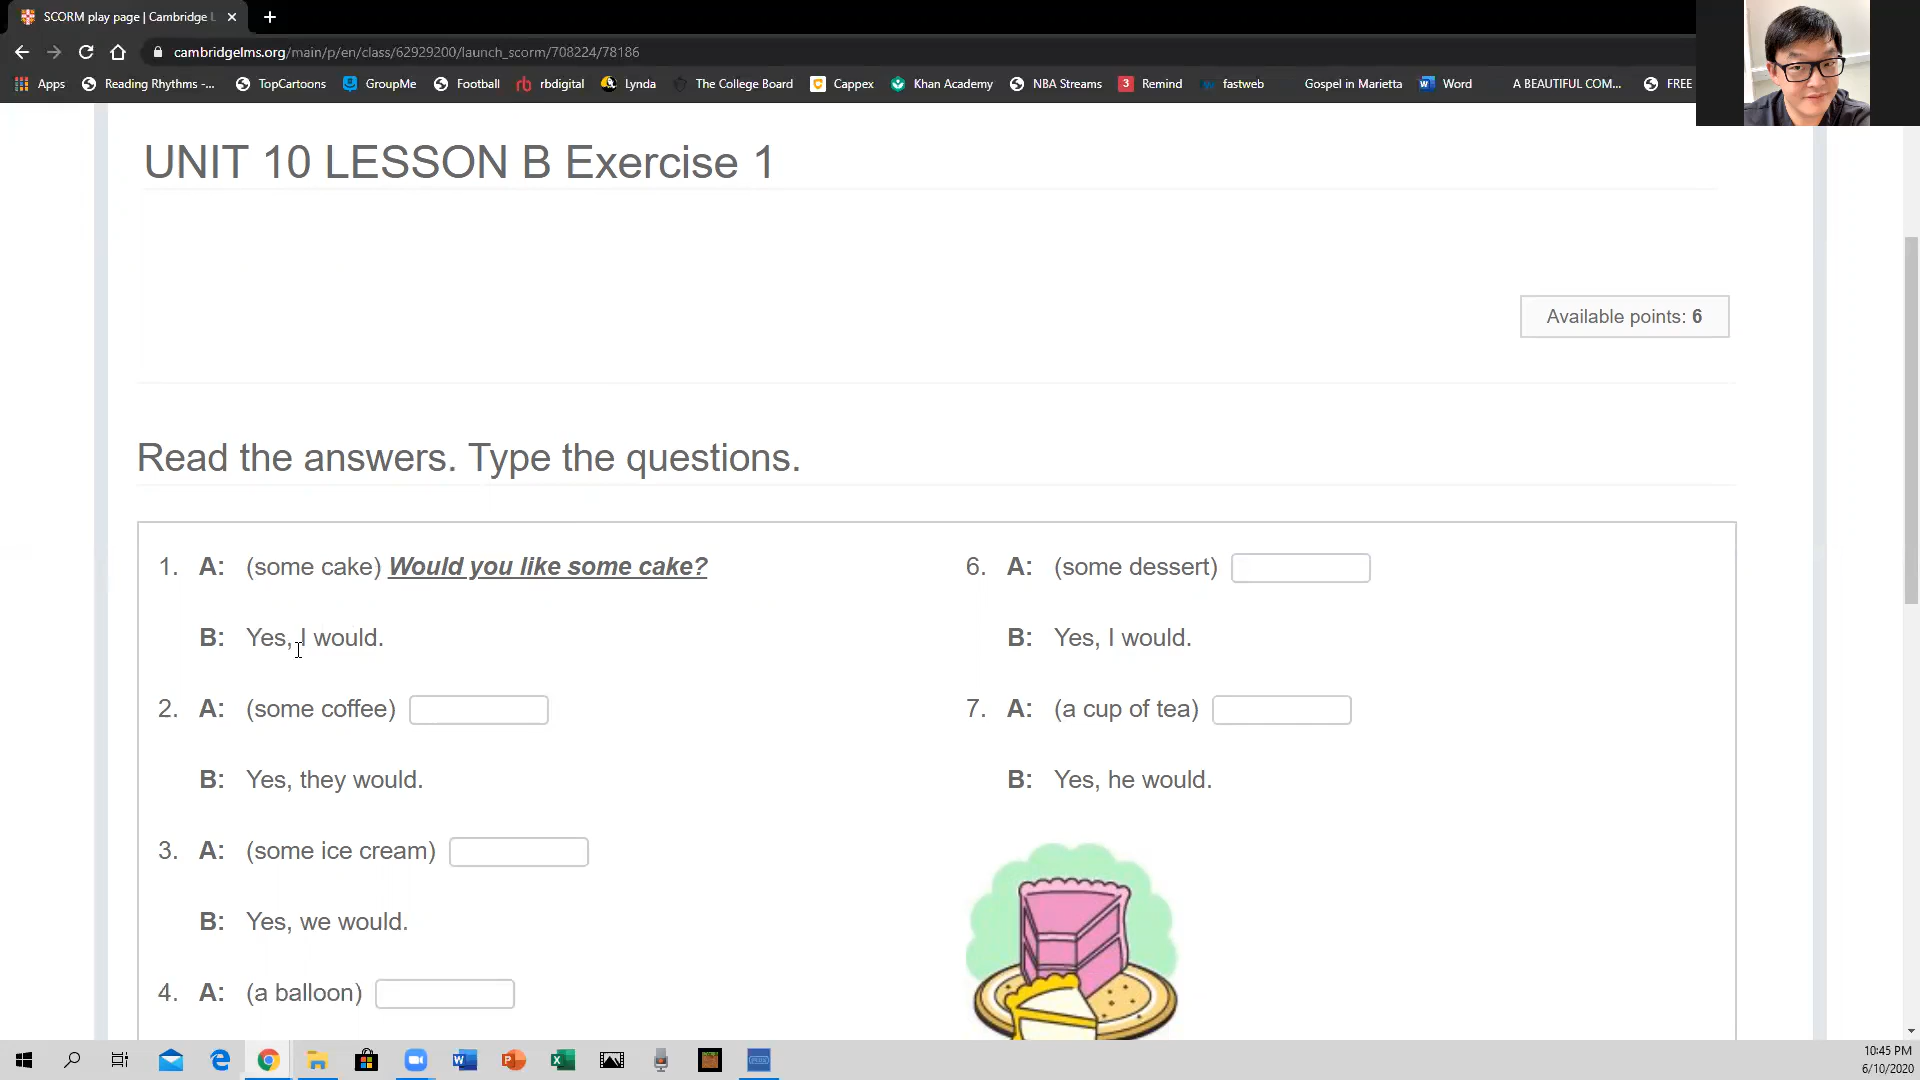 SCORM play page | Cambridge L
cambridgelms.org/main/p/en/class/62929200/launch_scorm/708224/78186
Apps Reading Rhythms -... TopCartoons GroupMe Football rbdigital Lynda The College Board Cappex Khan Academy NBA Streams Remind fastweb Gospel in Marietta Word A BEAUTIFUL COM... FREE
UNIT 10 LESSON B Exercise 1
Available points: 6
Read the answers. Type the questions.
1. A: (some cake) Would you like some cake?
B: Yes, I would.
2. A: (some coffee)
B: Yes, they would.
3. A: (some ice cream)
B: Yes, we would.
4. A: (a balloon)
6. A: (some dessert)
B: Yes, I would.
7. A: (a cup of tea)
B: Yes, he would.
10:45 PM
6/10/2020